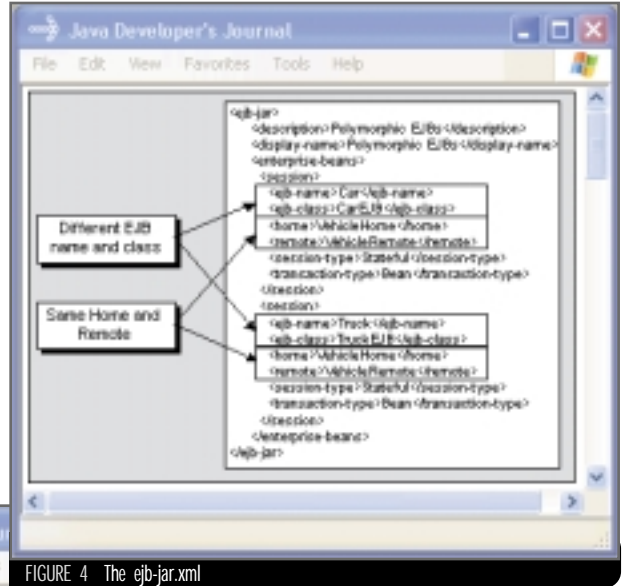 Java Developer's Journal
File Edit View Favorites Tools Help
<ejb-jar>
<description>Polymorphic EJBs</description>
<display-name>Polymorphic EJBs</display-name>
<enterprise-beans>
<session>
<ejb-name>Car</ejb-name>
<ejb-class>CarEJB</ejb-class>
<home>VehicleHome</home>
<remote>VehicleRemote</remote>
<session-type>Stateful</session-type>
<transaction-type>Bean</transaction-type>
</session>
<session>
<ejb-name>Truck</ejb-name>
<ejb-class>TruckEJB</ejb-class>
<home>VehicleHome</home>
<remote>VehicleRemote</remote>
<session-type>Stateful</session-type>
<transaction-type>Bean</transaction-type>
</session>
</enterprise-beans>
</ejb-jar>
Different EJB
name and class
Same Home and
Remote
FIGURE 4 The ejb-jar.xml